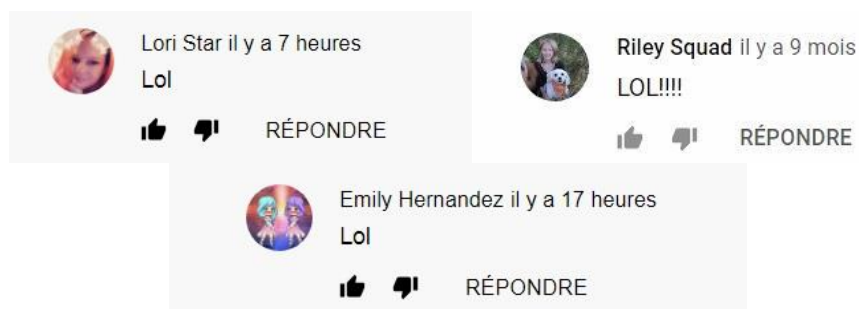 Lori Star il y a 7 heures
Lol
RÉPONDRE
Riley Squad il y a 9 mois
LOL!!!!
RÉPONDRE
Emily Hernandez il y a 17 heures
Lol
RÉPONDRE